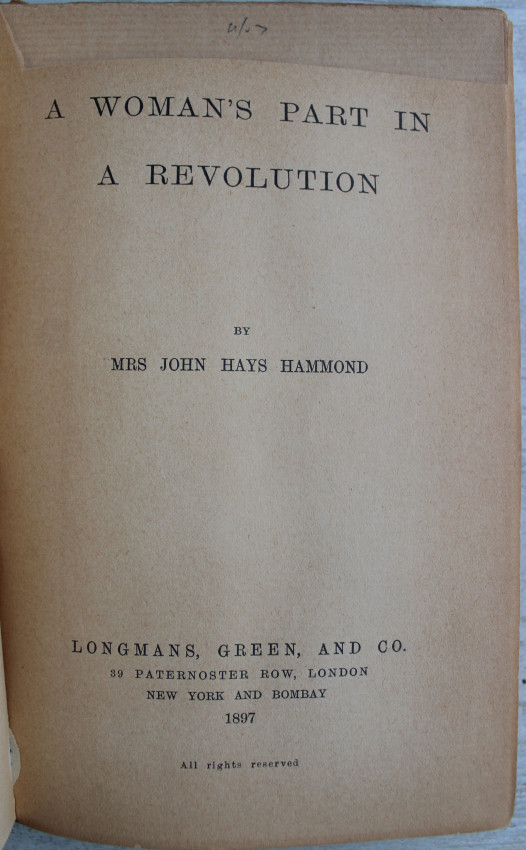 A WOMAN'S PART IN
A REVOLUTION
BY
MRS JOHN HAYS HAMMOND
LONGMANS, GREEN, AND CO.
39 PATERNOSTER ROW, LONDON
NEW YORK AND BOMBAY
1897
All rights reserved